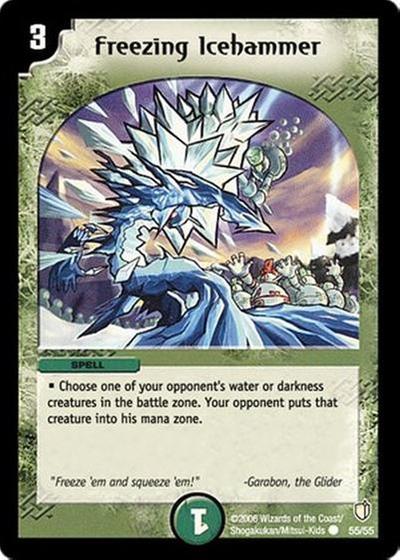 3
Freezing Icehammer
SPELL
▪ Choose one of your opponent's water or darkness
creatures in the battle zone. Your opponent puts that
creature into his mana zone.
"Freeze 'em and squeeze 'em!" -Garabon, the Glider
1
©2006 Wizards of the Coast/
Shogakukan/Mitsui-Kids
55/55